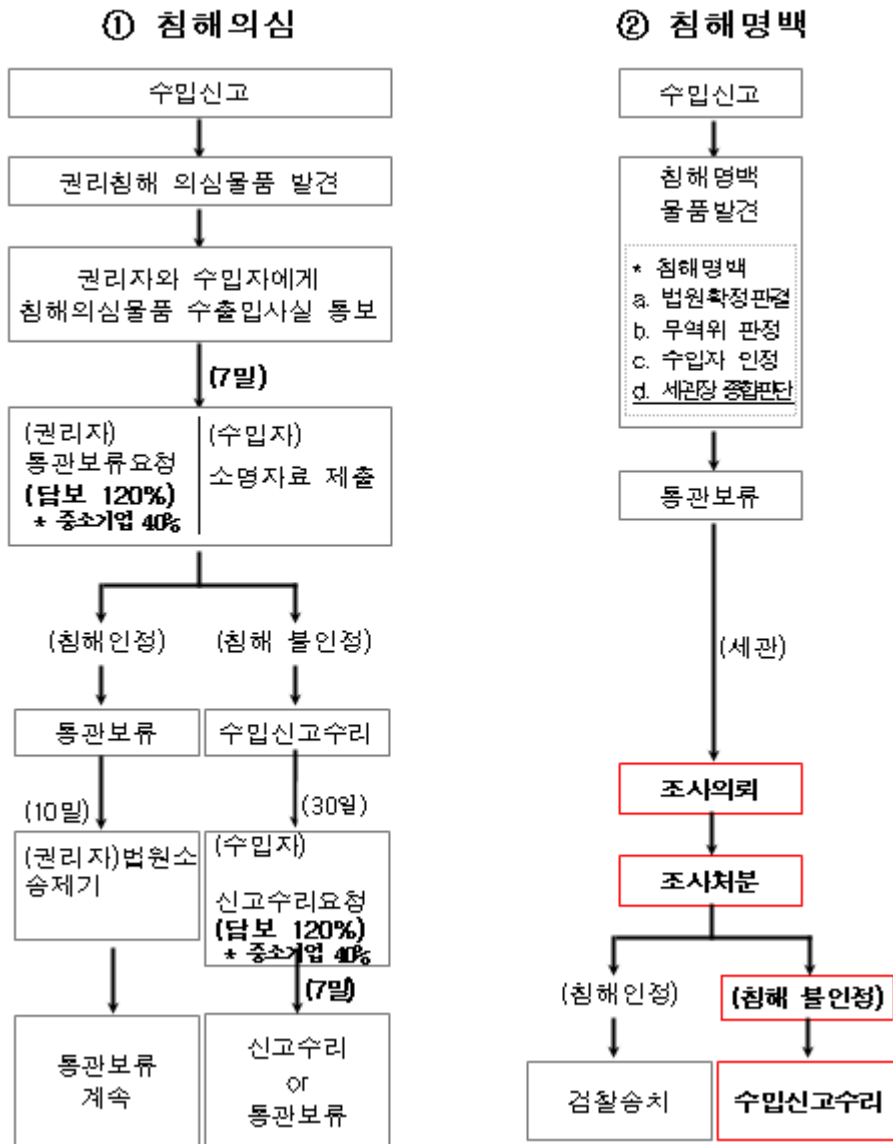 ① 침해의심
수입신고
권리침해 의심물품 발견
권리자와 수입자에게
침해의심물품 수출입사실 통보
(7일)
(권리자)
통관보류요청
(담보 120%)
* 중소기업 40%
(수입자)
소명자료 제출
(침해인정)
(침해 불인정)
통관보류
수입신고수리
(10일)
(30일)
(권리자)법원소
송제기
(수입자)
신고수리요청
(담보 120%)
* 중소기업 40%
(7일)
통관보류
계속
신고수리
or
통관보류
② 침해명백
수입신고
침해명백
물품발견
* 침해명백
a. 법원확정판결
b. 무역위 판정
c. 수입자 인정
d. 세관장 종합판단
통관보류
(세관)
조사의뢰
조사처분
(침해인정)
(침해 불인정)
검찰송치
수입신고수리